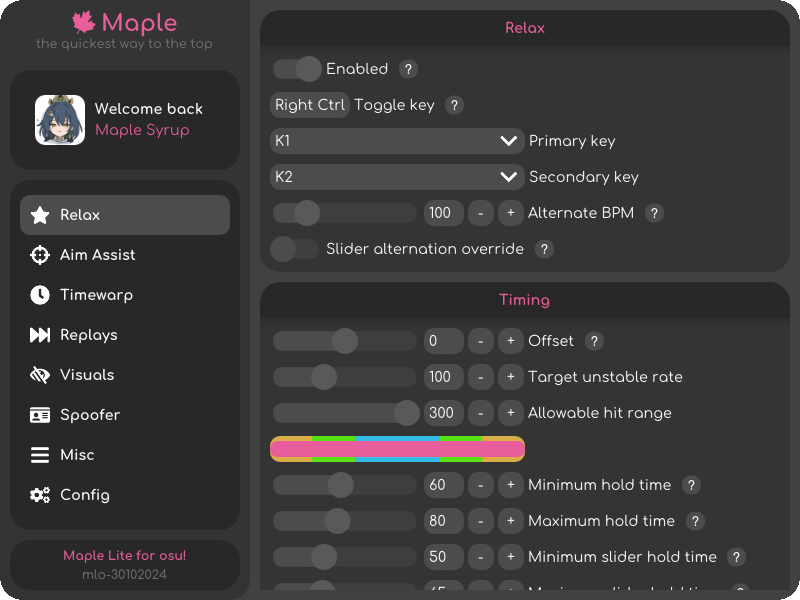 Maple
the quickest way to the top
Welcome back
Maple Syrup
Relax
Aim Assist
Timewarp
Replays
Visuals
Spoofer
Misc
Config
Maple Lite for osu!
mlo-30102024
Relax
Enabled ?
Right Ctrl Toggle key ?
K1 Primary key
K2 Secondary key
100 - + Alternate BPM ?
Slider alternation override ?
Timing
0 - + Offset ?
100 - + Target unstable rate
300 - + Allowable hit range
60 - + Minimum hold time ?
80 - + Maximum hold time ?
50 - + Minimum slider hold time ?